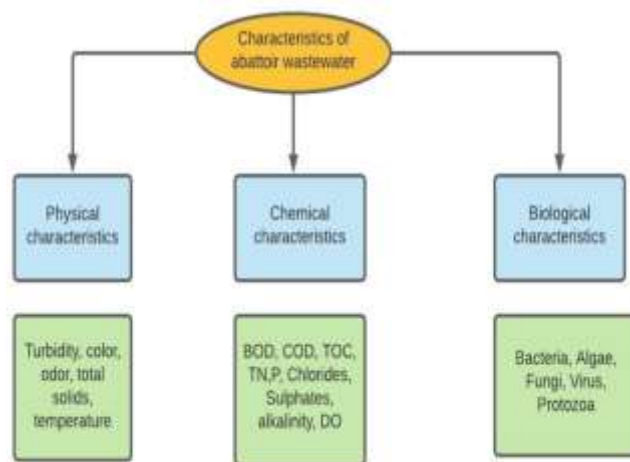 Characteristics of
abattoir wastewater
Physical
characteristics
Chemical
characteristics
Biological
characteristics
Turbidity, color,
odor, total
solids,
temperature
BOD, COD, TOC,
TN,P, Chlorides,
Sulphates,
alkalinity, DO
Bacteria, Algae,
Fungi, Virus,
Protozoa